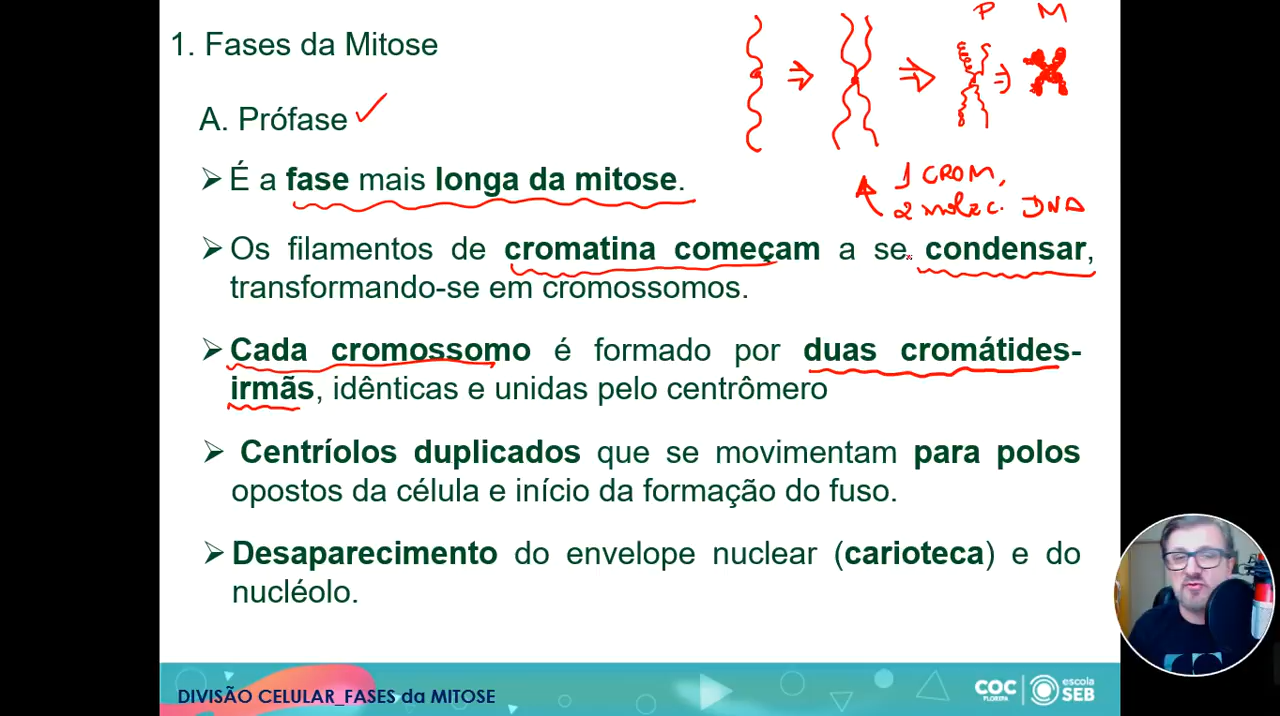 1. Fases da Mitose
P M
A. Prófase
➢ É a fase mais longa da mitose.
1 CROM,
2 molec. DNA
➢ Os filamentos de cromatina começam a se condensar,
transformando-se em cromossomos.
➢ Cada cromossomo é formado por duas cromátides-
irmãs, idênticas e unidas pelo centrômero
➢ Centríolos duplicados que se movimentam para polos
opostos da célula e início da formação do fuso.
➢ Desaparecimento do envelope nuclear (carioteca) e do
nucléolo.
DIVISÃO CELULAR_FASES da MITOSE
COC
FLORIPA
escola
SEB